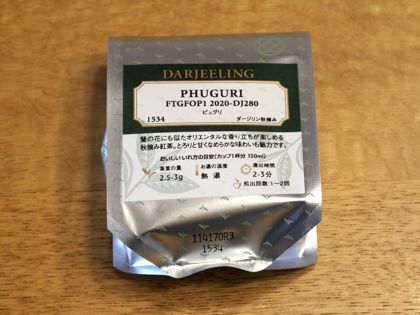 DARJEELING
PHUGURI
FTGFOP1 2020-DJ280
ピュグリ
1534 ダージリン秋摘み
蘭の花にも似たオリエンタルな香り立ちが楽しめる
秋摘み紅茶。とろりと甘くなめらかな味わいも魅力です。
おいしいいれ方の目安(カップ1杯分 150ml)
茶葉の量 お湯の温度 浸出時間
2.5-3g 熱湯 2-3分
煎出回数:1〜2回
114170R3
1534